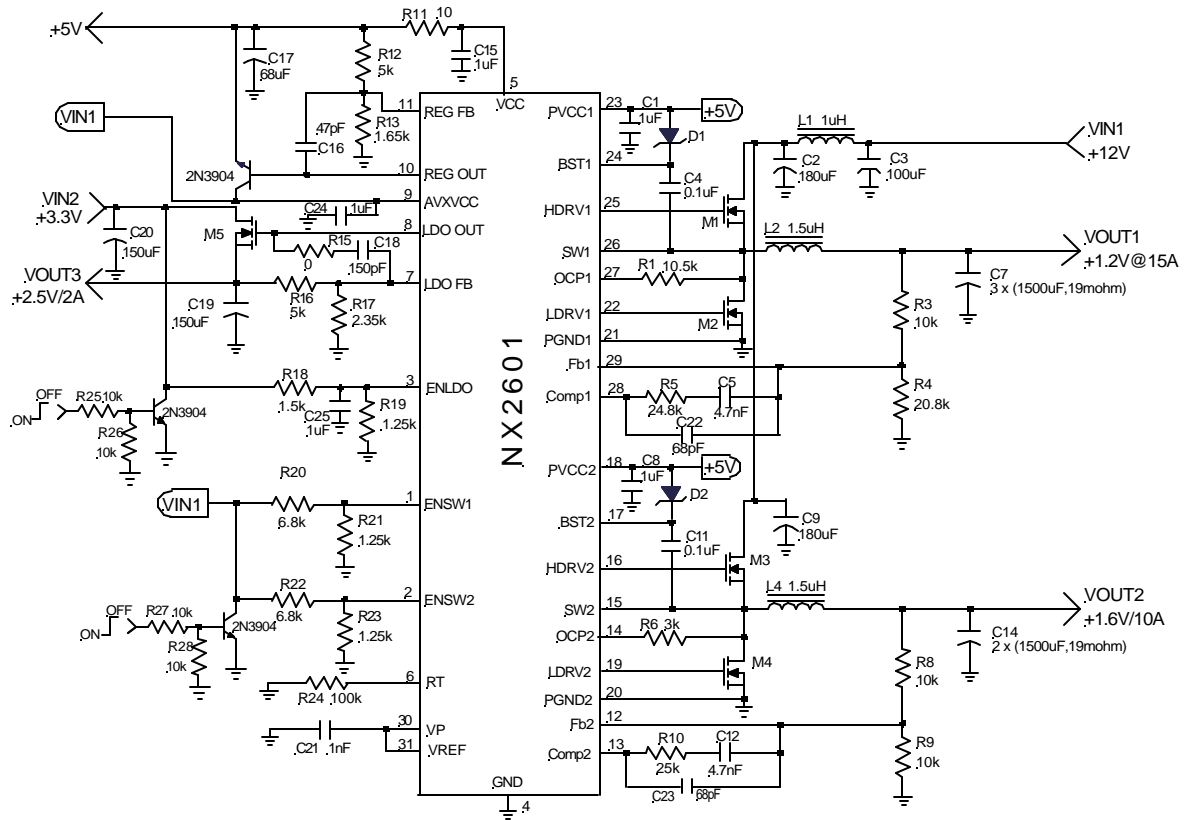 +5V
R11 10
C17
68uF
R12
5k
C15
1uF
5
VCC
VIN1
47pF
C16
R13
1.65k
11
REG FB
2N3904
10
REG OUT
9
AVXVCC
VIN2
+3.3V
C20
150uF
M5
C24
1uF
8
LDO OUT
R15
0
C18
150pF
VOUT3
+2.5V/2A
7
LDO FB
C19
150uF
R16
5k
R17
2.35k
3
ENLDO
OFF
ON
R25 10k
2N3904
R26
10k
R18
1.5k
C25
1uF
R19
1.25k
VIN1
R20
6.8k
1
ENSW1
R21
1.25k
R22
6.8k
2
ENSW2
OFF
ON
R27 10k
2N3904
R28
10k
R23
1.25k
6
RT
R24 100k
30
VP
C21 1nF
31
VREF
GND
4
NX2601
PVCC1
23
C1
1uF
+5V
D1
BST1
24
C4
0.1uF
L1 1uH
VIN1
+12V
C2
180uF
C3
100uF
HDRV1
25
M1
SW1
26
L2 1.5uH
VOUT1
+1.2V@15A
OCP1
27
R1 10.5k
C7
3 x (1500uF,19mohm)
R3
10k
LDRV1
22
M2
PGND1
21
Fb1
29
Comp1
28
R5
24.8k
C5
4.7nF
R4
20.8k
C22
68pF
PVCC2
18
C8
1uF
+5V
D2
BST2
17
C11
0.1uF
C9
180uF
HDRV2
16
M3
SW2
15
L4 1.5uH
VOUT2
+1.6V/10A
OCP2
14
R6 3k
C14
2 x (1500uF,19mohm)
R8
10k
LDRV2
19
M4
PGND2
20
Fb2
12
Comp2
13
R10
25k
C12
4.7nF
R9
10k
C23
68pF